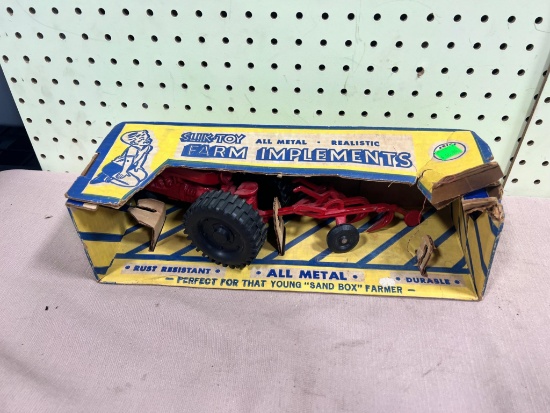 SLIK-TOY ALL METAL • REALISTIC
FARM IMPLEMENTS
• RUST RESISTANT • • ALL METAL • • DURABLE •
— PERFECT FOR THAT YOUNG "SAND BOX" FARMER —